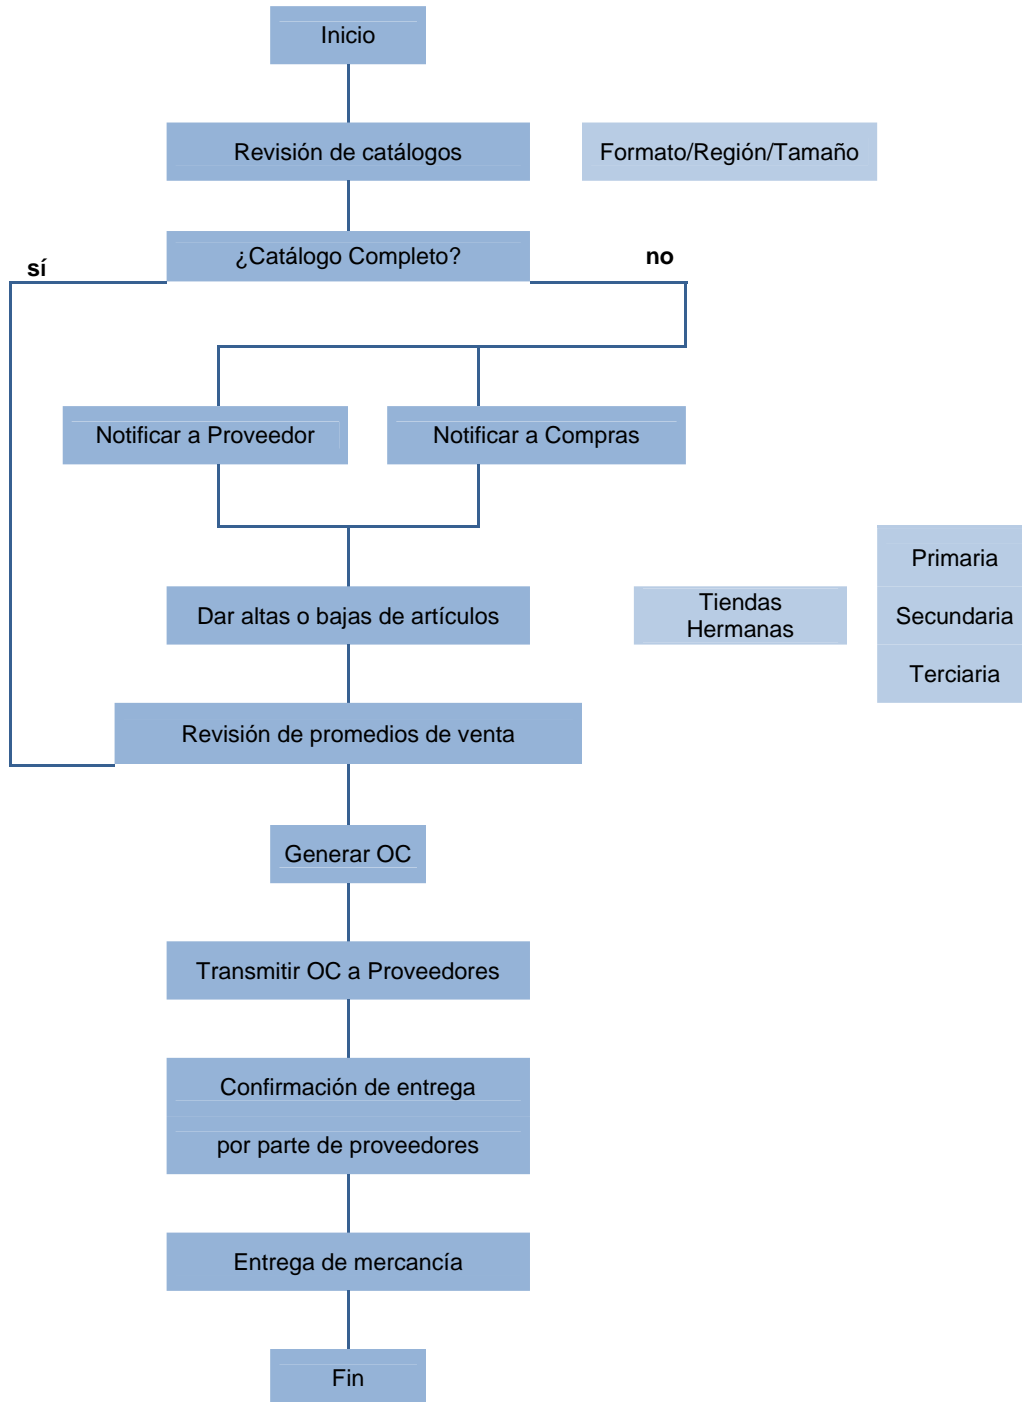 Inicio
Revisión de catálogos
Formato/Región/Tamaño
¿Catálogo Completo?
sí
no
Notificar a Proveedor
Notificar a Compras
Primaria
Dar altas o bajas de artículos
Tiendas
Hermanas
Secundaria
Terciaria
Revisión de promedios de venta
Generar OC
Transmitir OC a Proveedores
Confirmación de entrega
por parte de proveedores
Entrega de mercancía
Fin